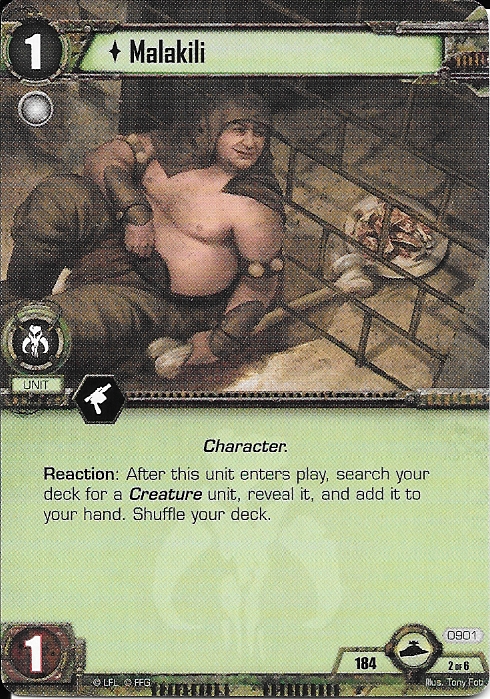 1
Malakili
UNIT
Character.
Reaction: After this unit enters play, search your
deck for a Creature unit, reveal it, and add it to
your hand. Shuffle your deck.
1
© LFL © FFG
184
0901
2 OF 6
Illus. Tony Foti